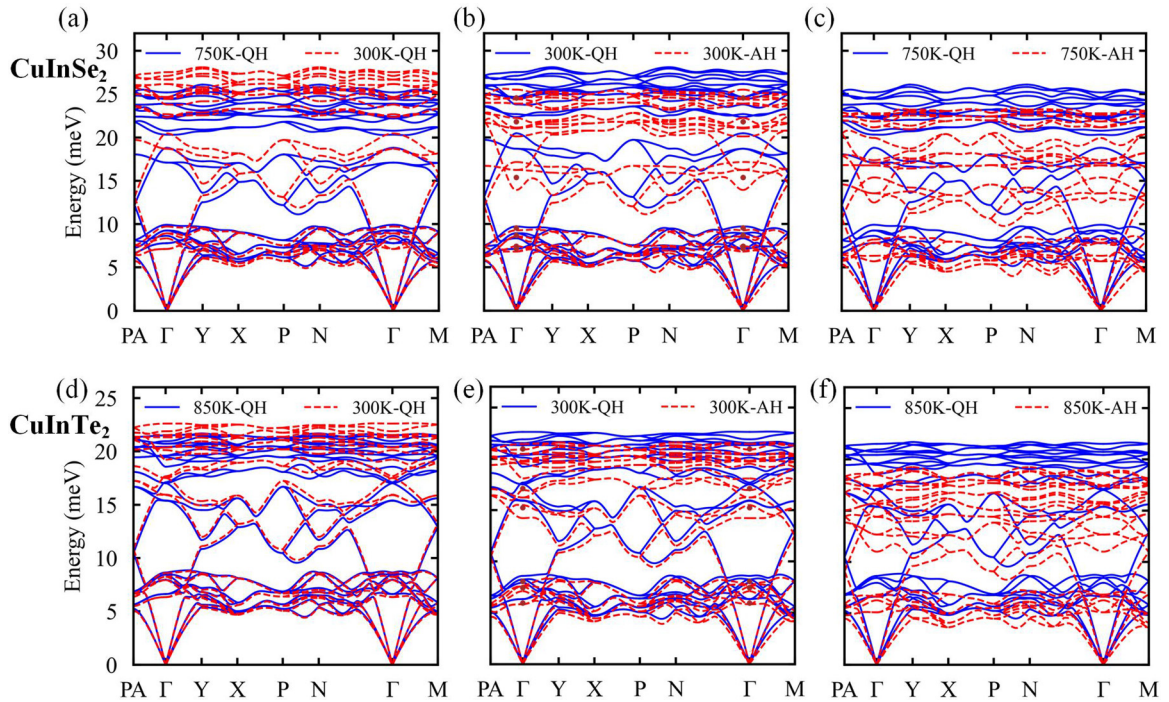 (a) (b) (c)
CuInSe₂
30
25
20
15
10
5
0
Energy (meV)
750K-QH 300K-QH
300K-QH 300K-AH
750K-QH 750K-AH
PA Γ Y X P N Γ M
PA Γ Y X P N Γ M
PA Γ Y X P N Γ M
(d) (e) (f)
CuInTe₂
25
20
15
10
5
0
Energy (meV)
850K-QH 300K-QH
300K-QH 300K-AH
850K-QH 850K-AH
PA Γ Y X P N Γ M
PA Γ Y X P N Γ M
PA Γ Y X P N Γ M